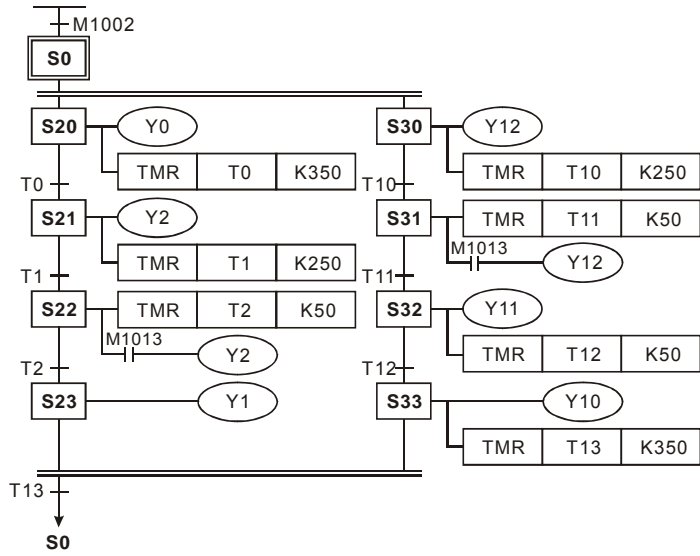 M1002
S0
S20 Y0
TMR T0 K350
T0
S21 Y2
TMR T1 K250
T1
S22 TMR T2 K50
M1013
Y2
T2
S23 Y1
S30 Y12
TMR T10 K250
T10
S31 TMR T11 K50
M1013
Y12
T11
S32 Y11
TMR T12 K50
T12
S33 Y10
TMR T13 K350
T13
S0